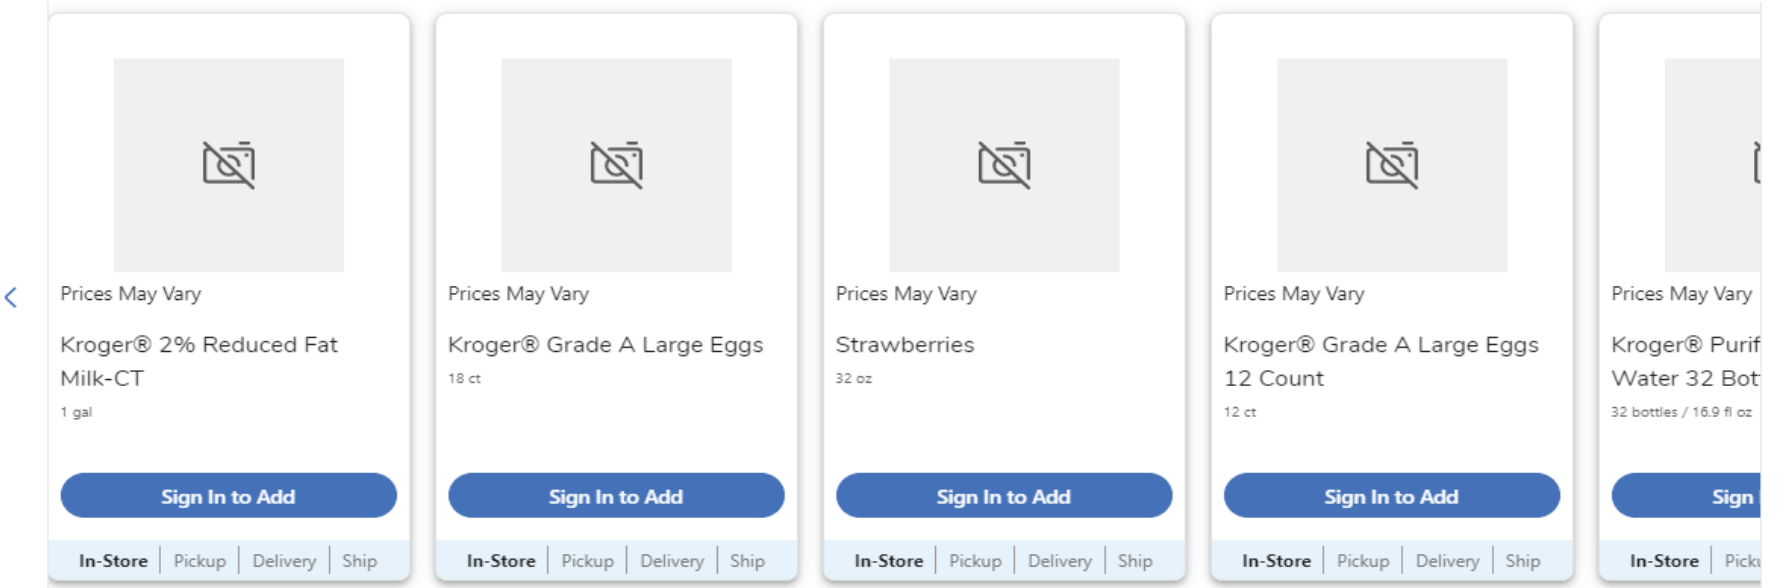 Prices May Vary
Kroger® 2% Reduced Fat
Milk-CT
1 gal
Sign In to Add
In-Store Pickup Delivery Ship
Prices May Vary
Kroger® Grade A Large Eggs
18 ct
Sign In to Add
In-Store Pickup Delivery Ship
Prices May Vary
Strawberries
32 oz
Sign In to Add
In-Store Pickup Delivery Ship
Prices May Vary
Kroger® Grade A Large Eggs
12 Count
12 ct
Sign In to Add
In-Store Pickup Delivery Ship
Prices May Vary
Kroger®
Water 32
32 bottles / 16.9 fl oz
Sign
In-Store